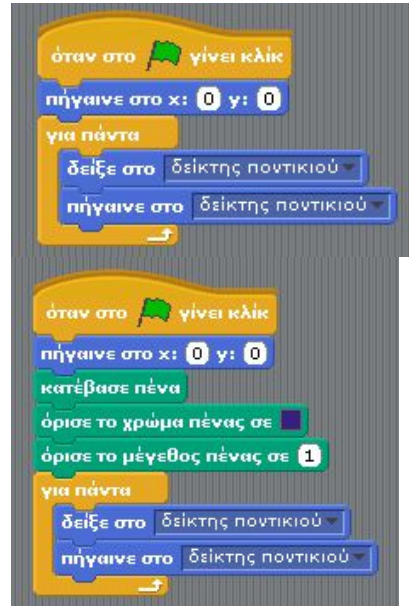 όταν στο γίνει κλίκ
πήγαινε στο x: 0 y: 0
για πάντα
δείξε στο δείκτης ποντικιού
πήγαινε στο δείκτης ποντικιού
όταν στο γίνει κλίκ
πήγαινε στο x: 0 y: 0
κατέβασε πένα
όρισε το χρώμα πένας σε
όρισε το μέγεθος πένας σε 1
για πάντα
δείξε στο δείκτης ποντικιού
πήγαινε στο δείκτης ποντικιού